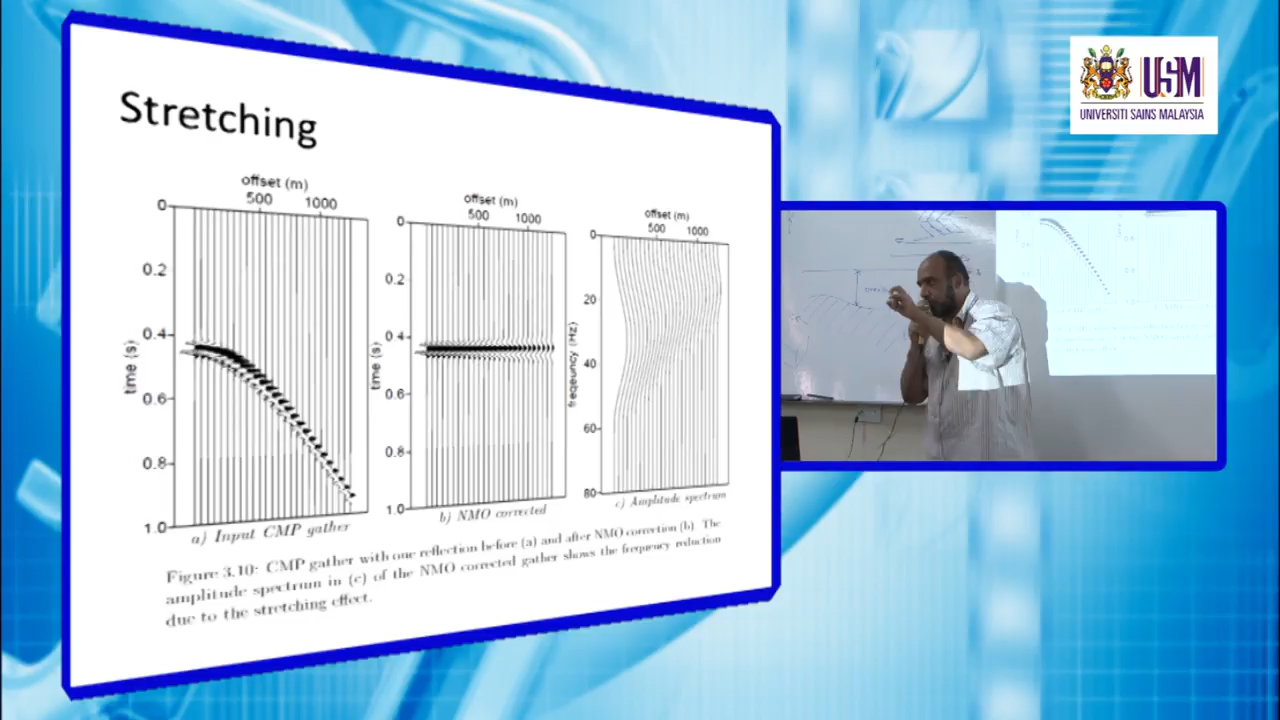 Stretching
offset (m)
500 1000
0
0.2
0.4
0.6
0.8
1.0
time (s)
a) Input CMP gather
offset (m)
500 1000
0
0.2
0.4
0.6
0.8
1.0
time (s)
b) NMO corrected
offset (m)
500 1000
0
20
40
60
80
freqeuncy (Hz)
c) Amplitude spectrum
Figure 3.10: CMP gather with one reflection before (a) and after NMO correction (b). The
amplitude spectrum in (c) of the NMO corrected gather shows the frequency reduction
due to the stretching effect.
USM
UNIVERSITI SAINS MALAYSIA